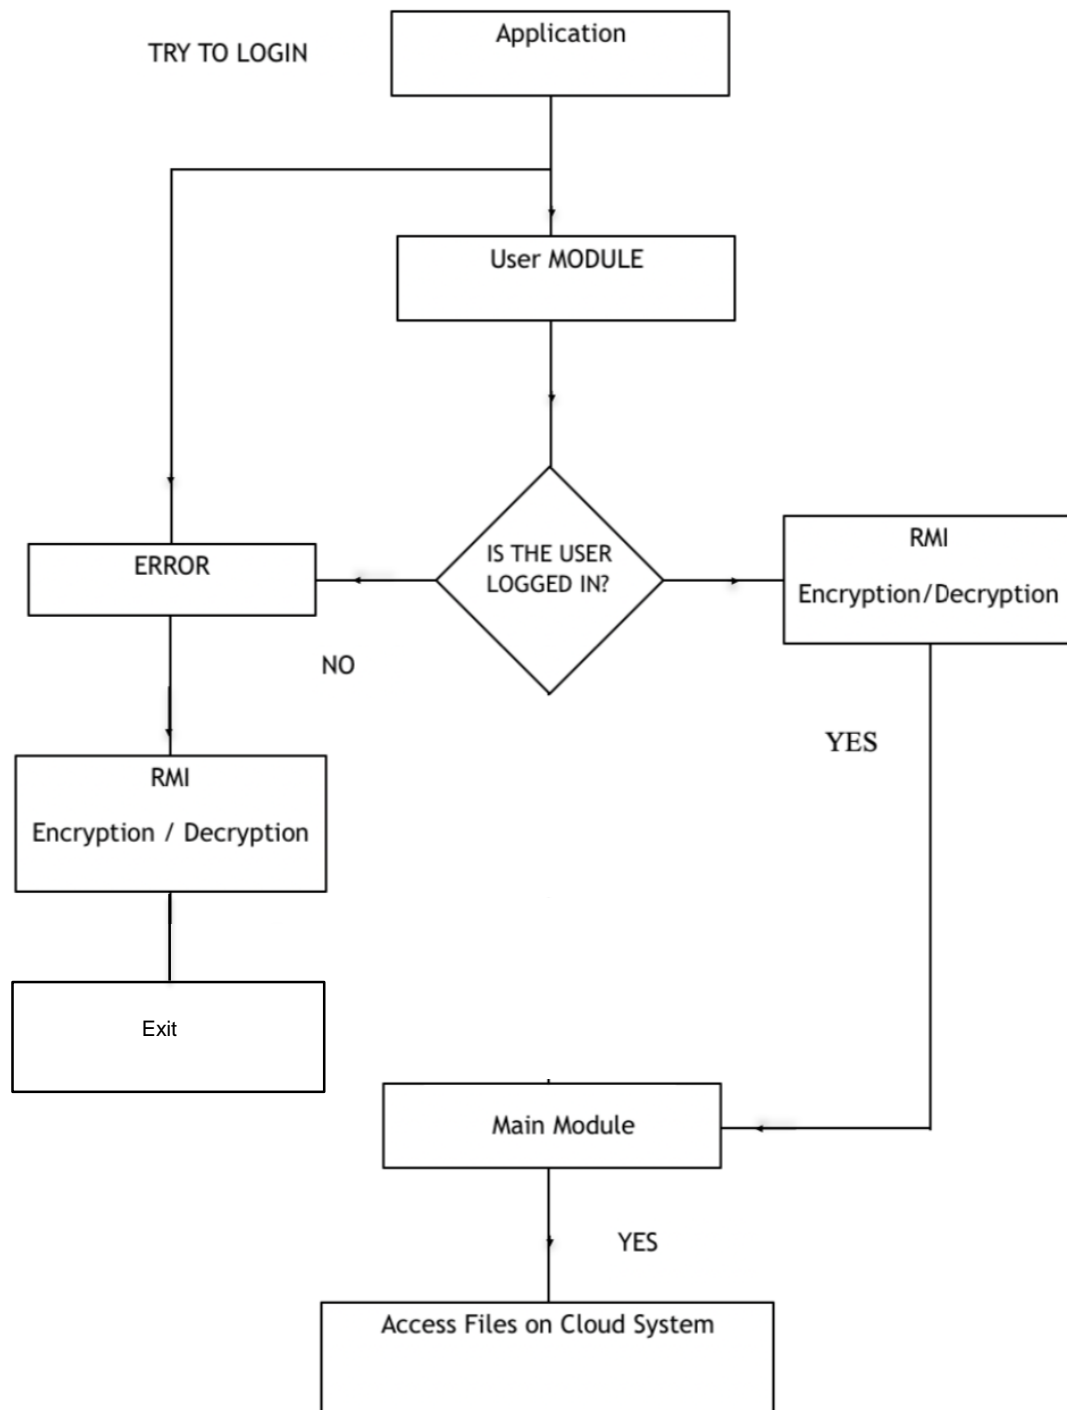 Application
TRY TO LOGIN
User MODULE
IS THE USER
LOGGED IN?
RMI
Encryption/Decryption
ERROR
NO
YES
RMI
Encryption / Decryption
Exit
Main Module
YES
Access Files on Cloud System